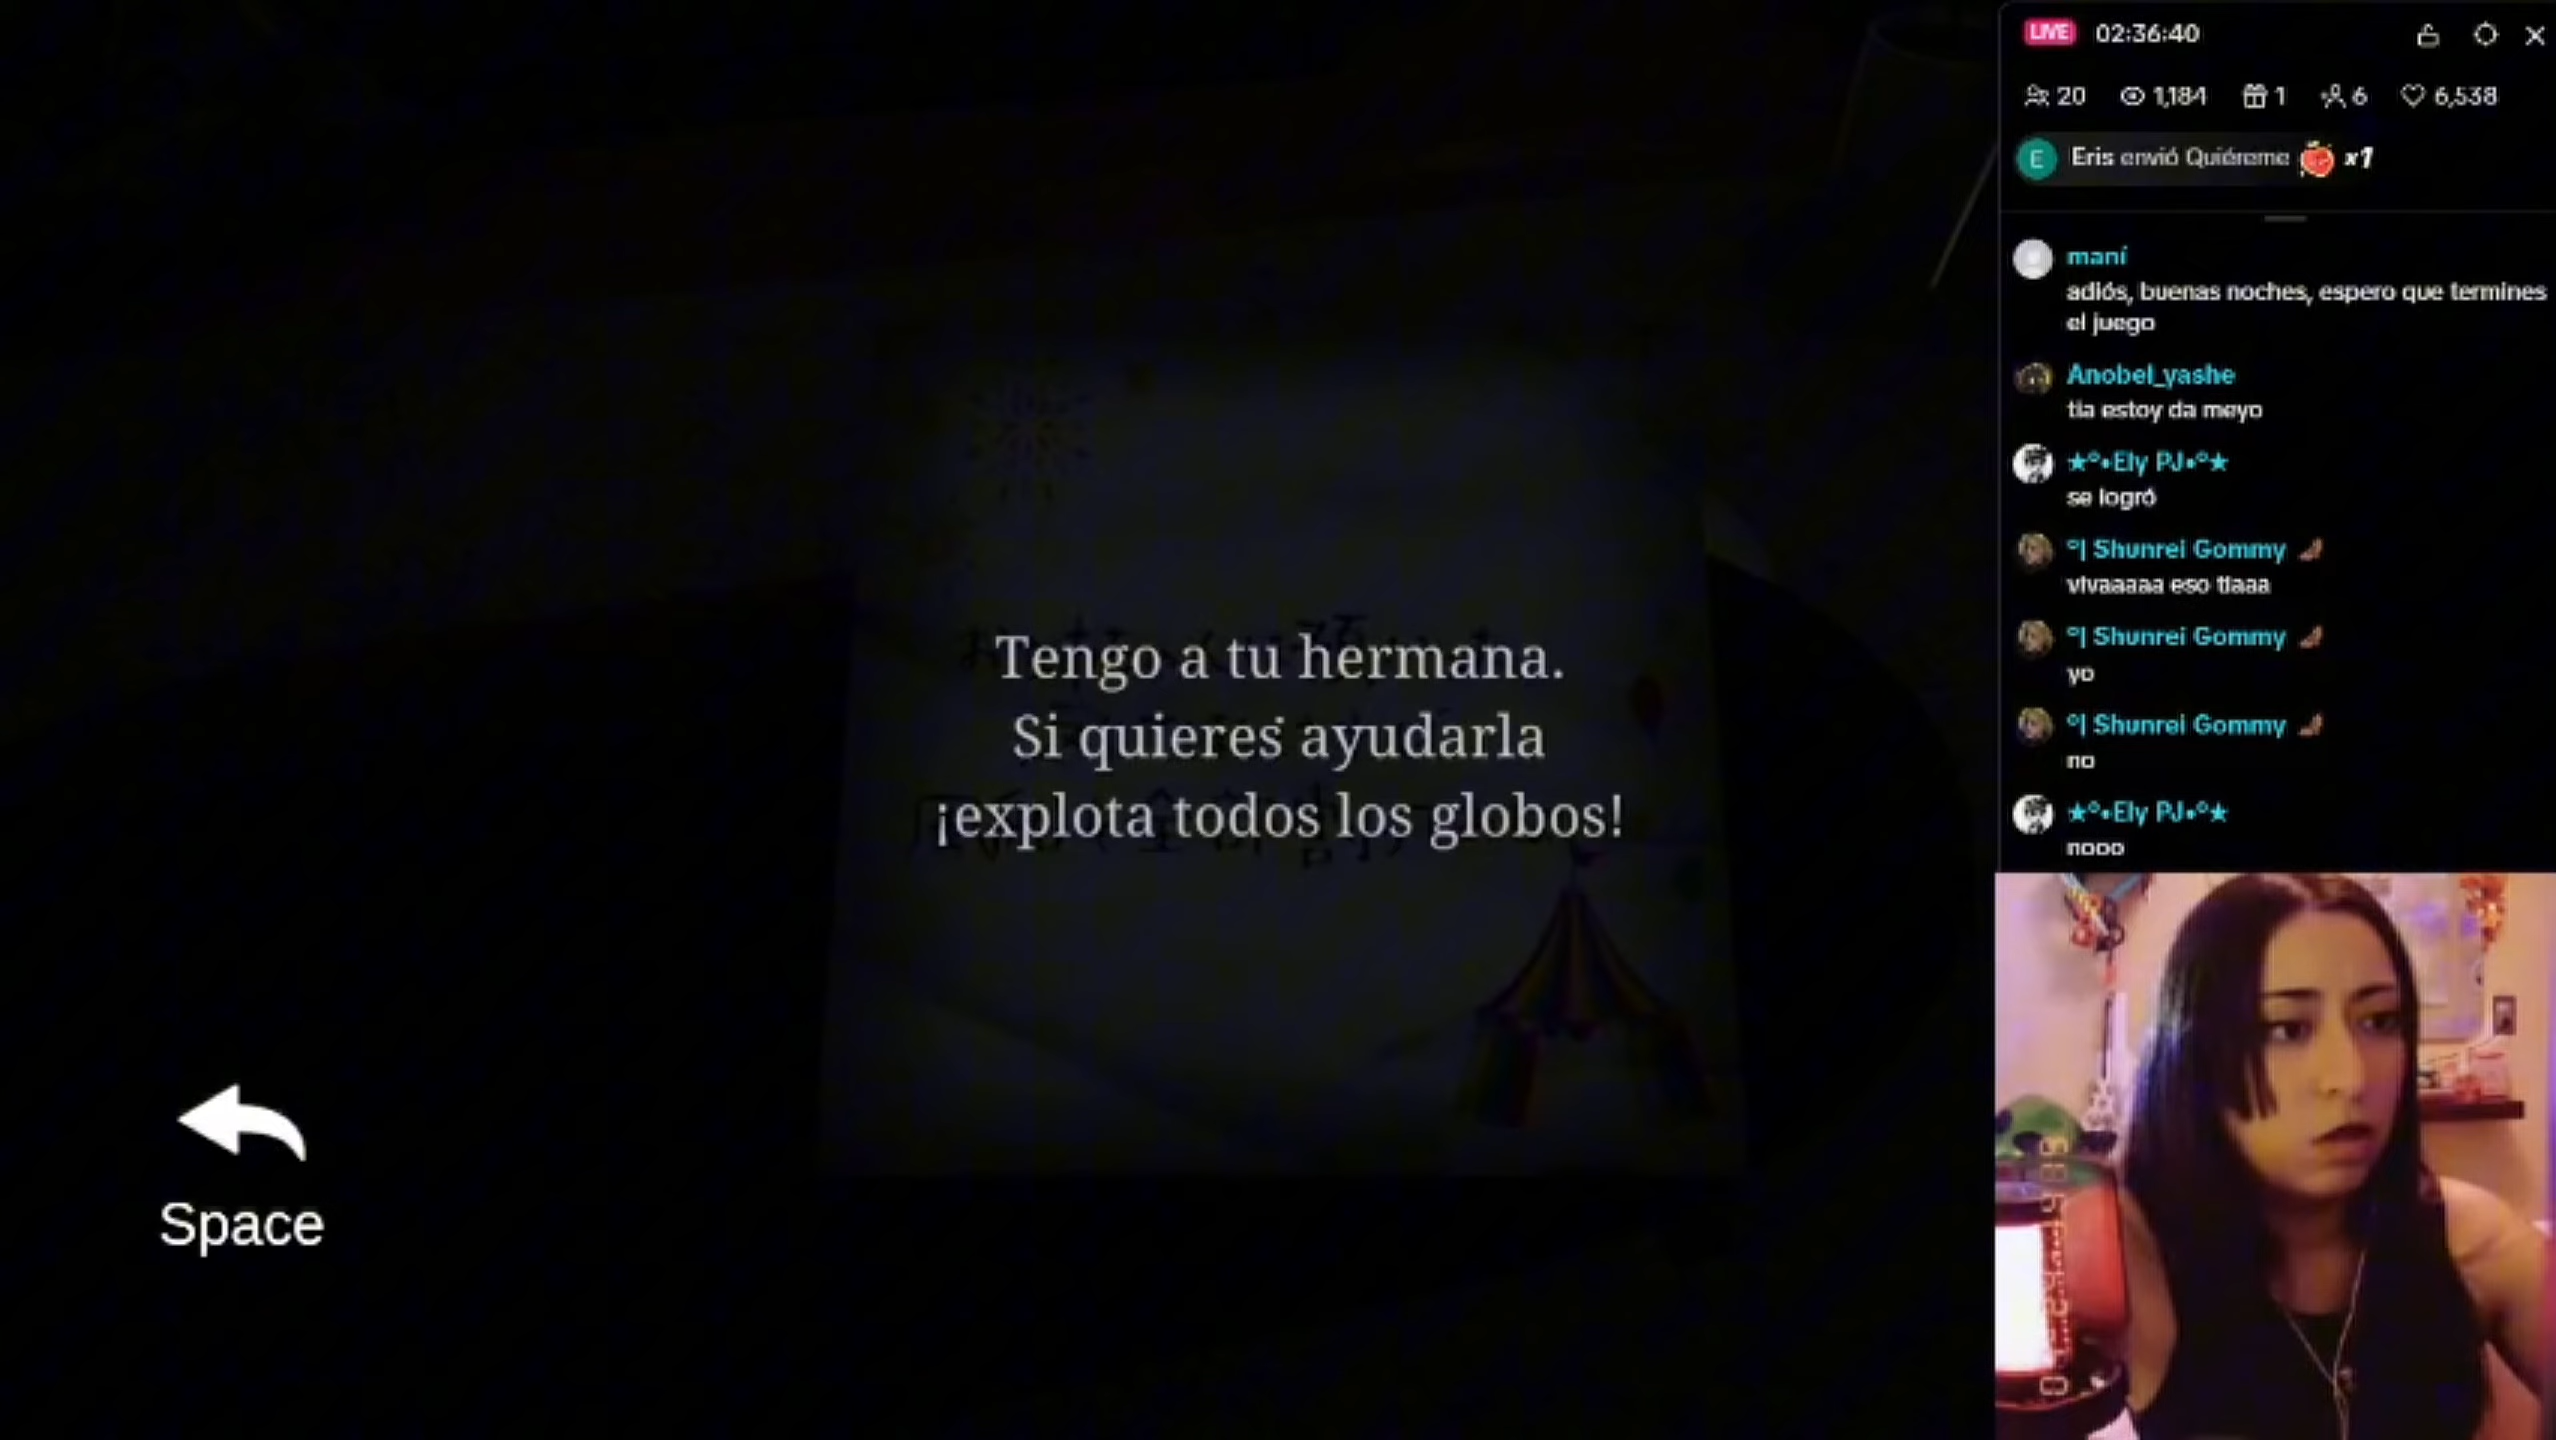 Tengo a tu hermana.
Si quieres ayudarla
¡explota todos los globos!
Space
LIVE 02:36:40
20 1,184 1 6 6,538
E Eris envió Quiéreme x1
maní
adiós, buenas noches, espero que termines
el juego
Anobel_yashe
tia estoy da meyo
★°•Ely PJ•°★
se logró
°| Shunrei Gommy
vivaaaaa eso tiaaa
°| Shunrei Gommy
yo
°| Shunrei Gommy
no
★°•Ely PJ•°★
nooo